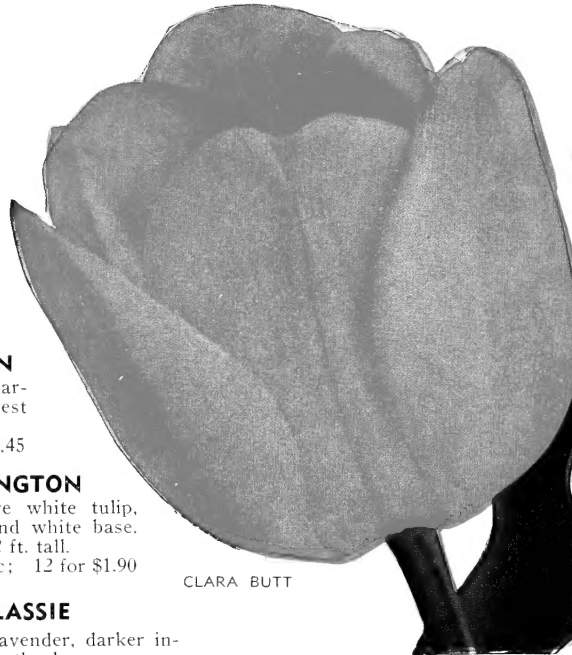 N
ar-
est
.45
NGTON
e white tulip,
nd white base.
ft. tall.
; 12 for $1.90
CLARA BUTT
LASSIE
avender, darker in-